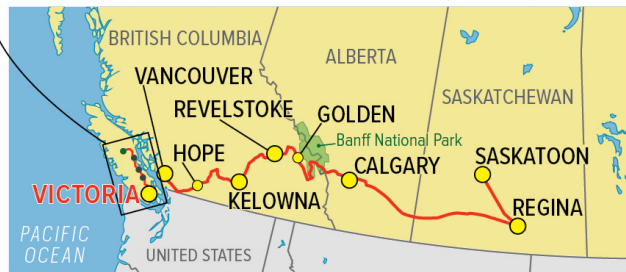 BRITISH COLUMBIA
ALBERTA
VANCOUVER
REVELSTOKE
GOLDEN
SASKATCHEWAN
Banff National Park
HOPE
CALGARY
SASKATOON
VICTORIA
KELOWNA
REGINA
PACIFIC
OCEAN
UNITED STATES